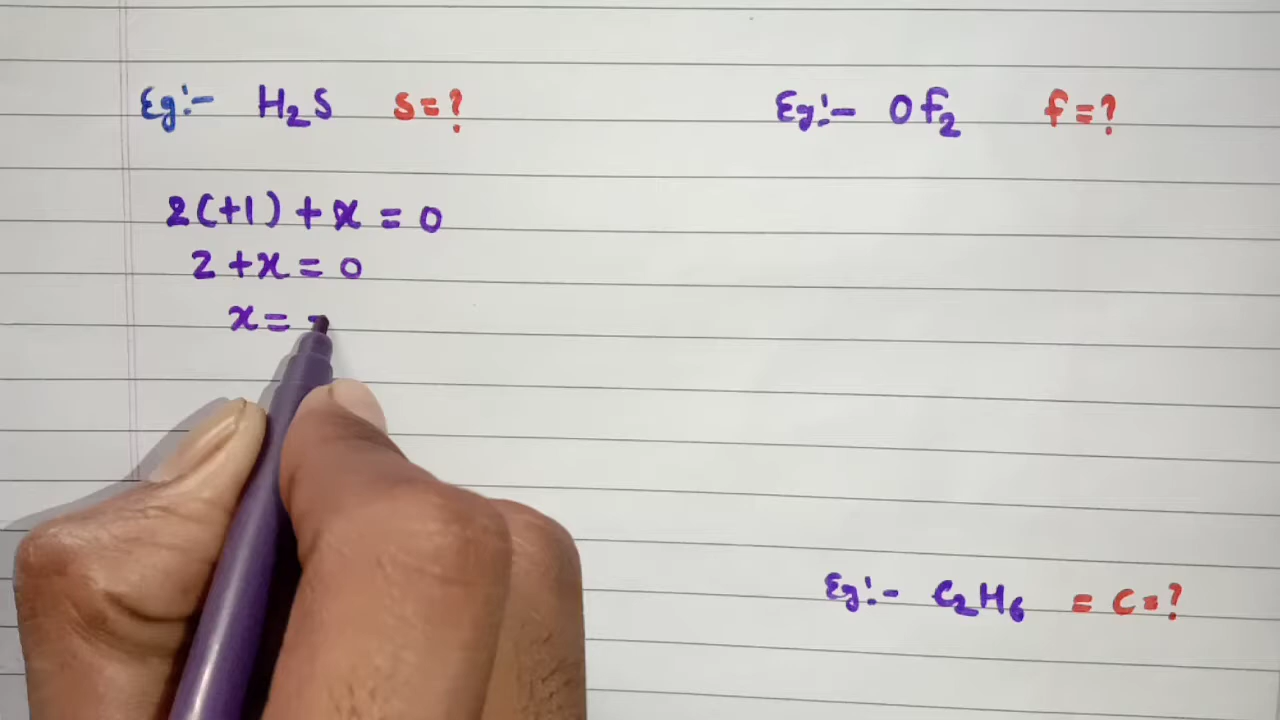 Eg:- H₂S S = ?
2(+1) + x = 0
2 + x = 0
x = -
Eg:- OF₂ F = ?
Eg:- C₂H₆ = C = ?